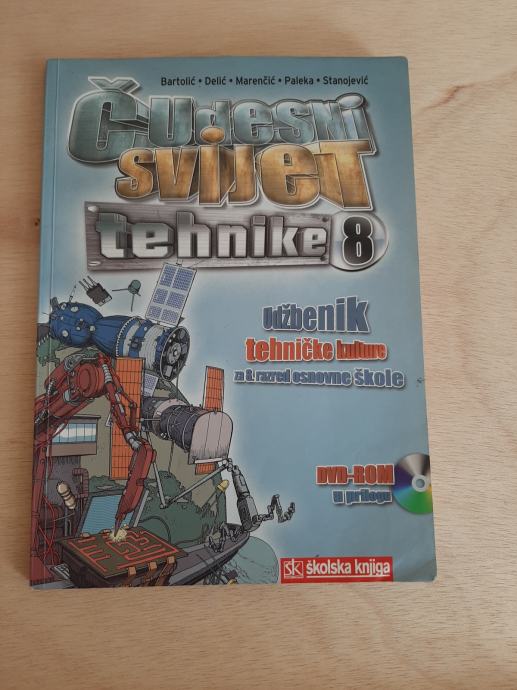 Bartolić • Delić • Marenčić • Paleka • Stanojević
Čudesni
svijet
tehnike 8
Udžbenik
tehničke kulture
za 8. razred osnovne škole
DVD-ROM
u prilogu
šk školska knjiga